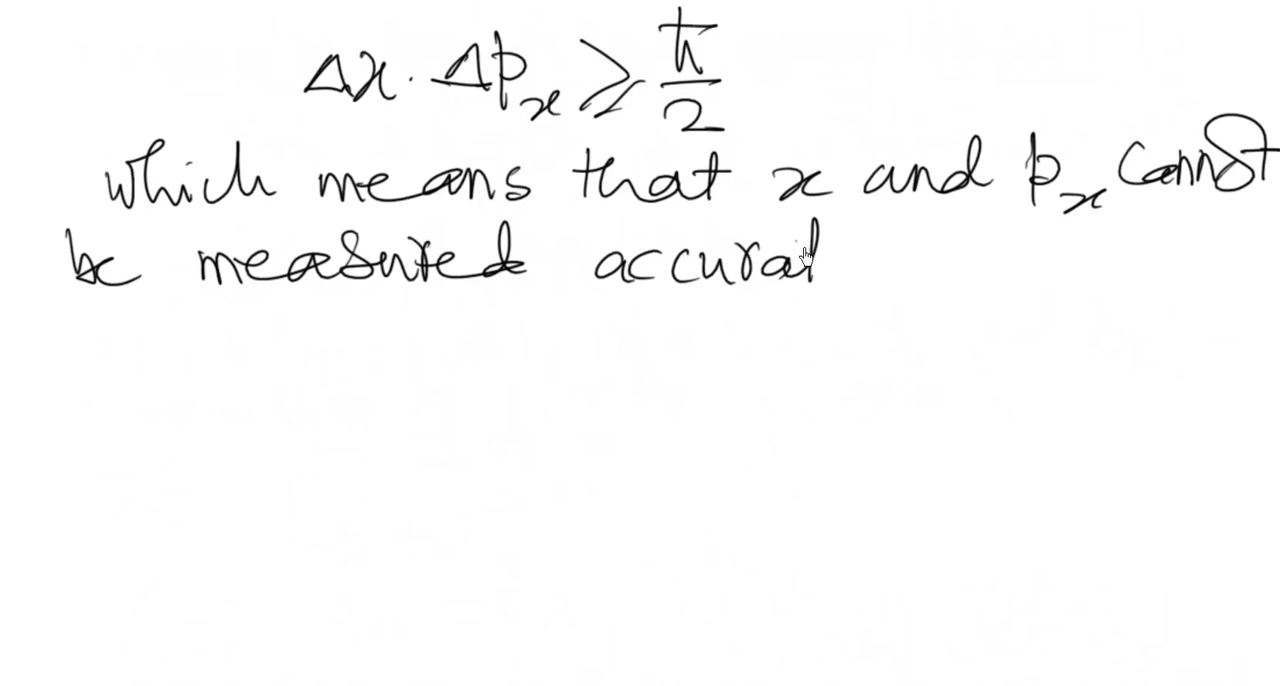 Δx · Δpₓ ≥ ħ/2
which means that x and pₓ cannot
be measured accurat